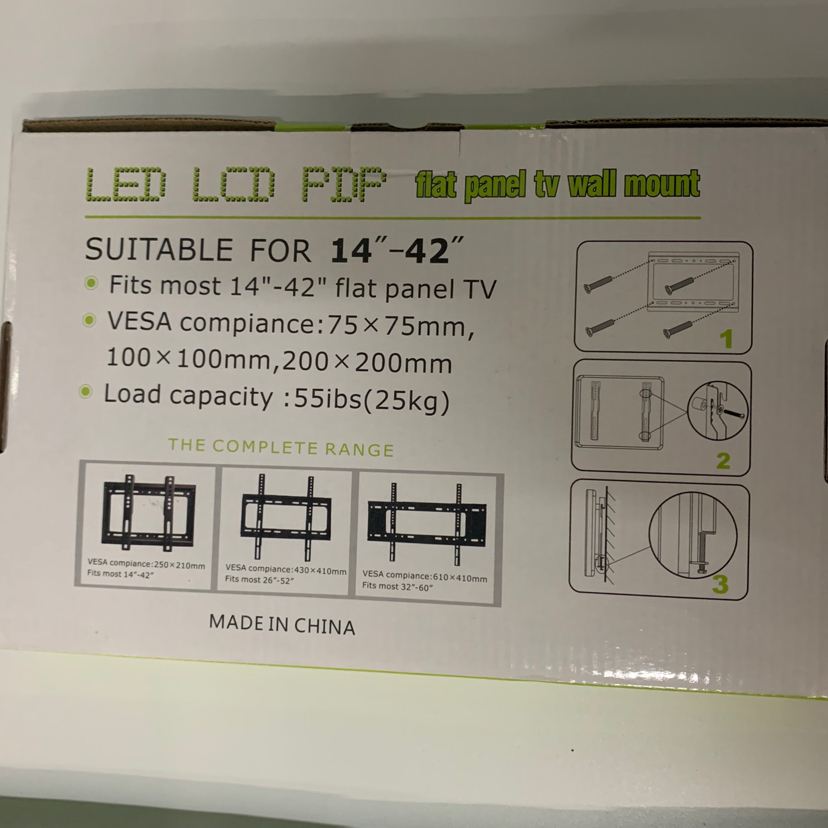 LED LCD PDP flat panel tv wall mount
SUITABLE FOR 14"-42"
Fits most 14"-42" flat panel TV
VESA compiance:75×75mm,
100×100mm,200×200mm
Load capacity :55ibs(25kg)
THE COMPLETE RANGE
VESA compiance:250×210mm
Fits most 14"-42"
VESA compiance:430×410mm
Fits most 26"-52"
VESA compiance:610×410mm
Fits most 32"-60"
MADE IN CHINA
1
2
3